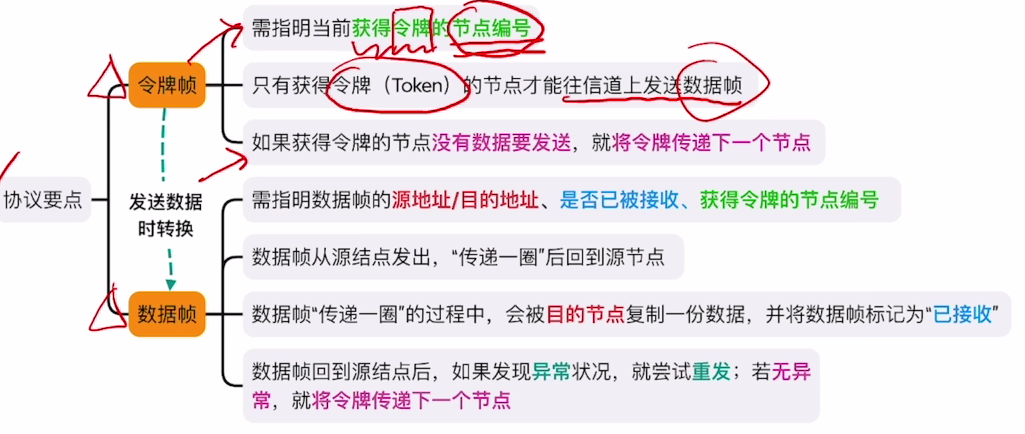 需指明当前获得令牌的节点编号
令牌帧
只有获得令牌（Token）的节点才能往信道上发送数据帧
如果获得令牌的节点没有数据要发送，就将令牌传递下一个节点
协议要点
发送数据
时转换
需指明数据帧的源地址/目的地址、是否已被接收、获得令牌的节点编号
数据帧从源结点发出，“传递一圈”后回到源节点
数据帧
数据帧“传递一圈”的过程中，会被目的节点复制一份数据，并将数据帧标记为“已接收”
数据帧回到源结点后，如果发现异常状况，就尝试重发；若无异
常，就将令牌传递下一个节点